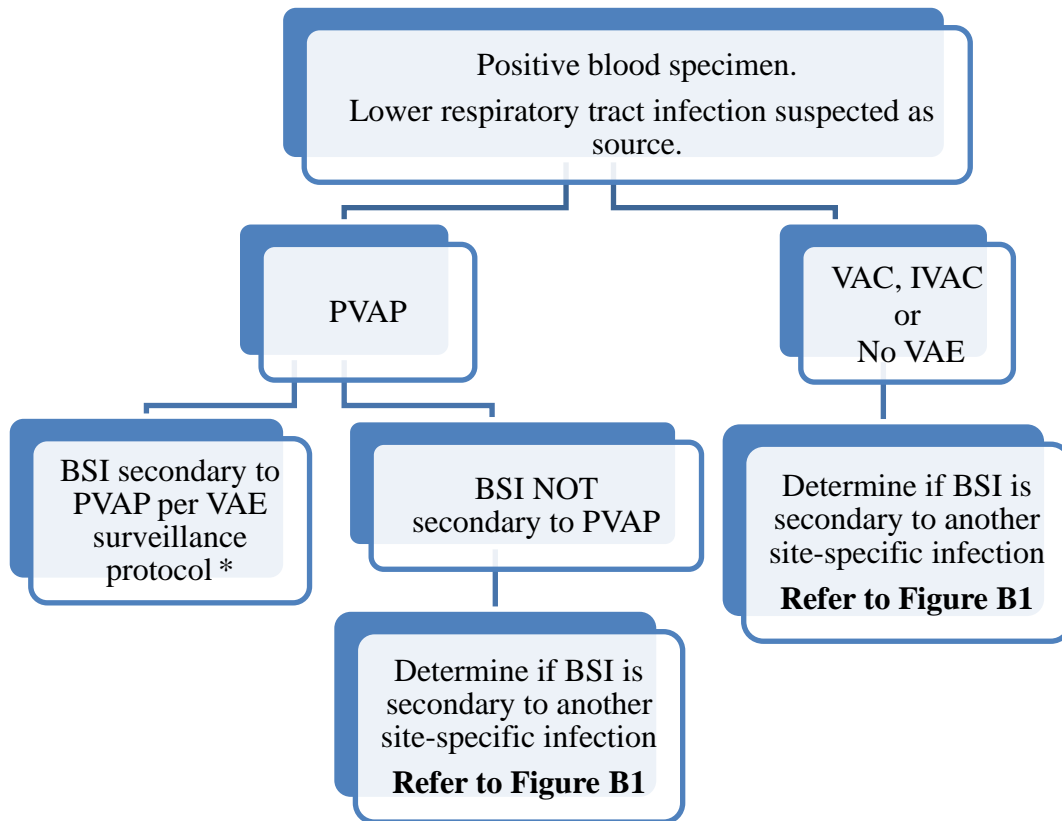 Positive blood specimen.
Lower respiratory tract infection suspected as
source.
PVAP
VAC, IVAC
or
No VAE
BSI secondary to
PVAP per VAE
surveillance
protocol *
BSI NOT
secondary to PVAP
Determine if BSI is
secondary to another
site-specific infection
Refer to Figure B1
Determine if BSI is
secondary to another
site-specific infection
Refer to Figure B1